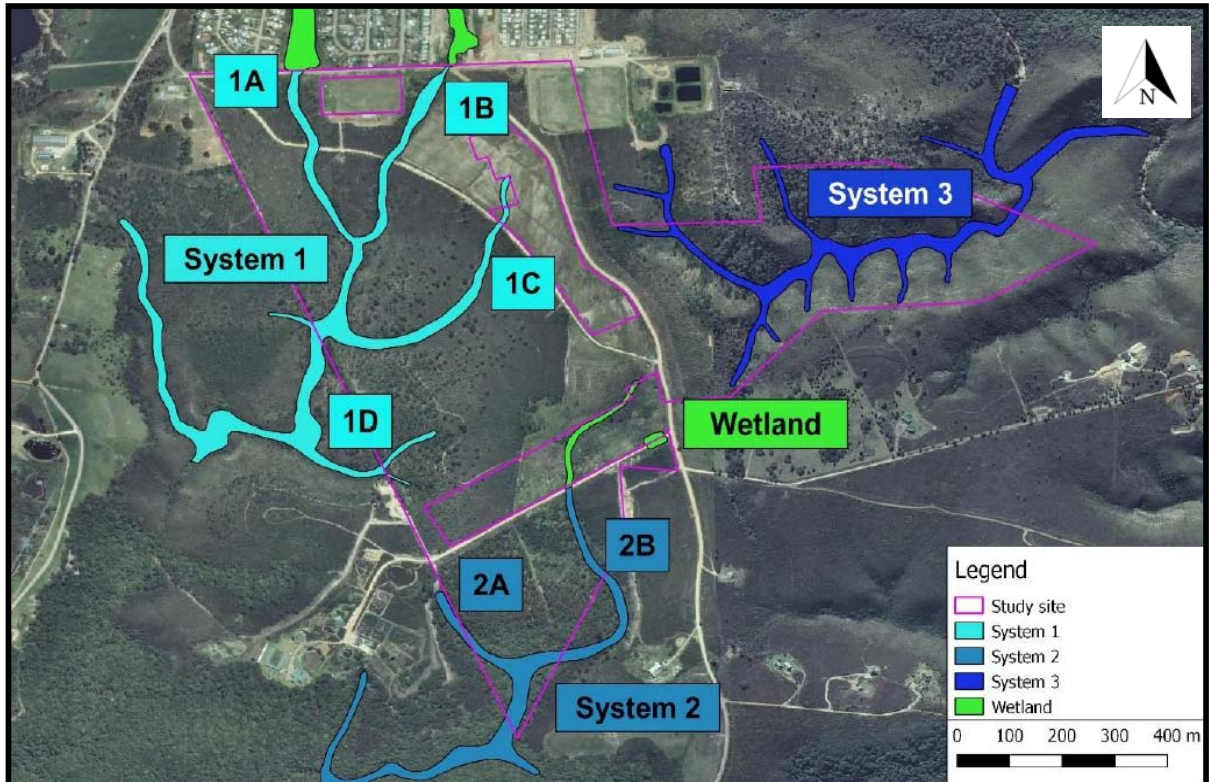 1A
1B
N
System 3
System 1
1C
1D
Wetland
2B
2A
System 2
Legend
Study site
System 1
System 2
System 3
Wetland
0 100 200 300 400 m